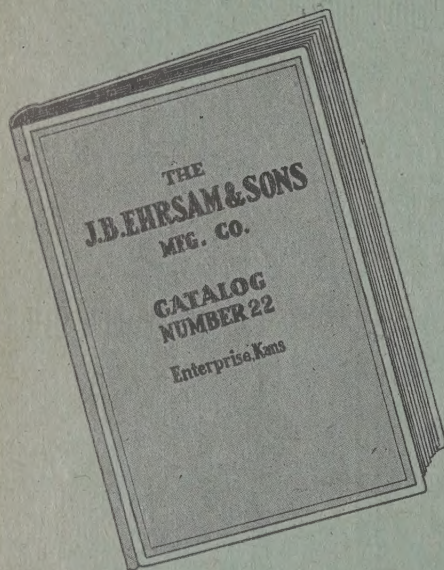 THE
J.B.EHRSAM & SONS
MFG. CO.
CATALOG
NUMBER 22
Enterprise, Kans